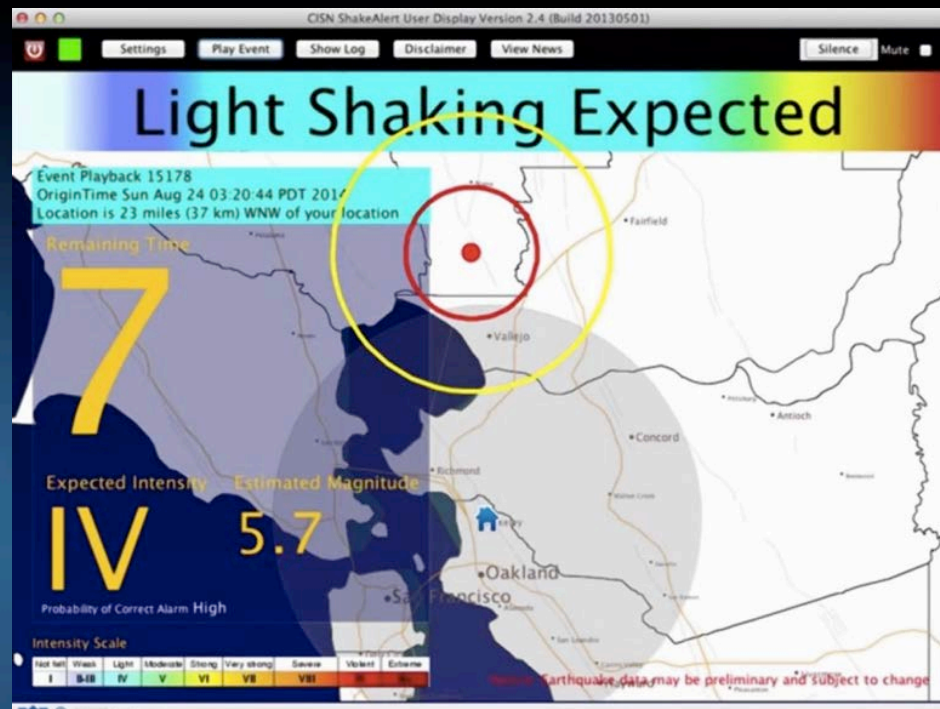 CISN ShakeAlert User Display Version 2.4 (Build 20130501)
Settings Play Event Show Log Disclaimer View News Silence Mute
Light Shaking Expected
Event Playback 15178
OriginTime Sun Aug 24 03:20:44 PDT 2014
Location is 23 miles (37 km) WNW of your location
Remaining Time
7
Fairfield
Vallejo
Antioch
Concord
Richmond
Expected Intensity Estimated Magnitude
IV 5.7
Oakland
San Francisco
Probability of Correct Alarm High
Intensity Scale
Not felt Weak Light Moderate Strong Very strong Severe Violent Extreme
I II-III IV V VI VII VIII
Earthquake data may be preliminary and subject to change